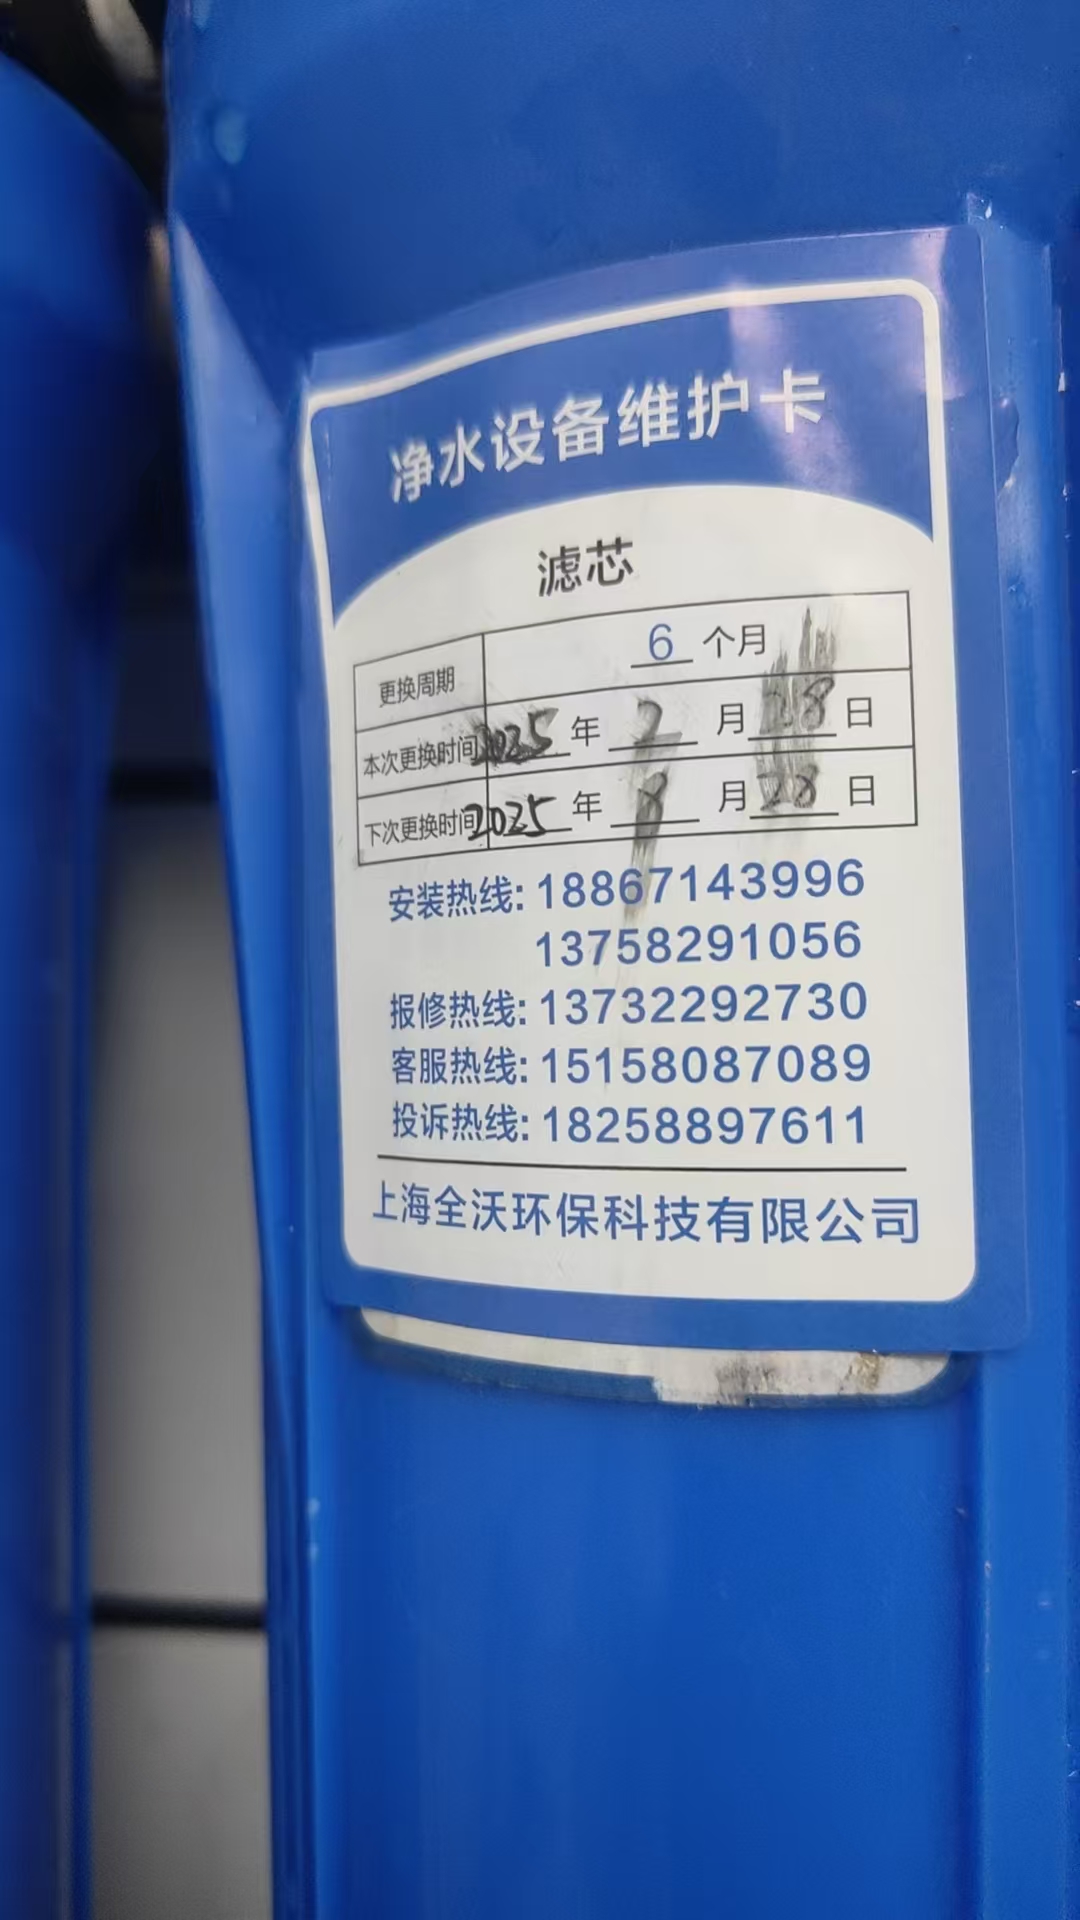 净水设备维护卡
滤芯
更换周期 6 个月
本次更换时间 2025 年 2 月 28 日
下次更换时间 2025 年 8 月 28 日
安装热线: 18867143996
13758291056
报修热线: 13732292730
客服热线: 15158087089
投诉热线: 18258897611
上海全沃环保科技有限公司